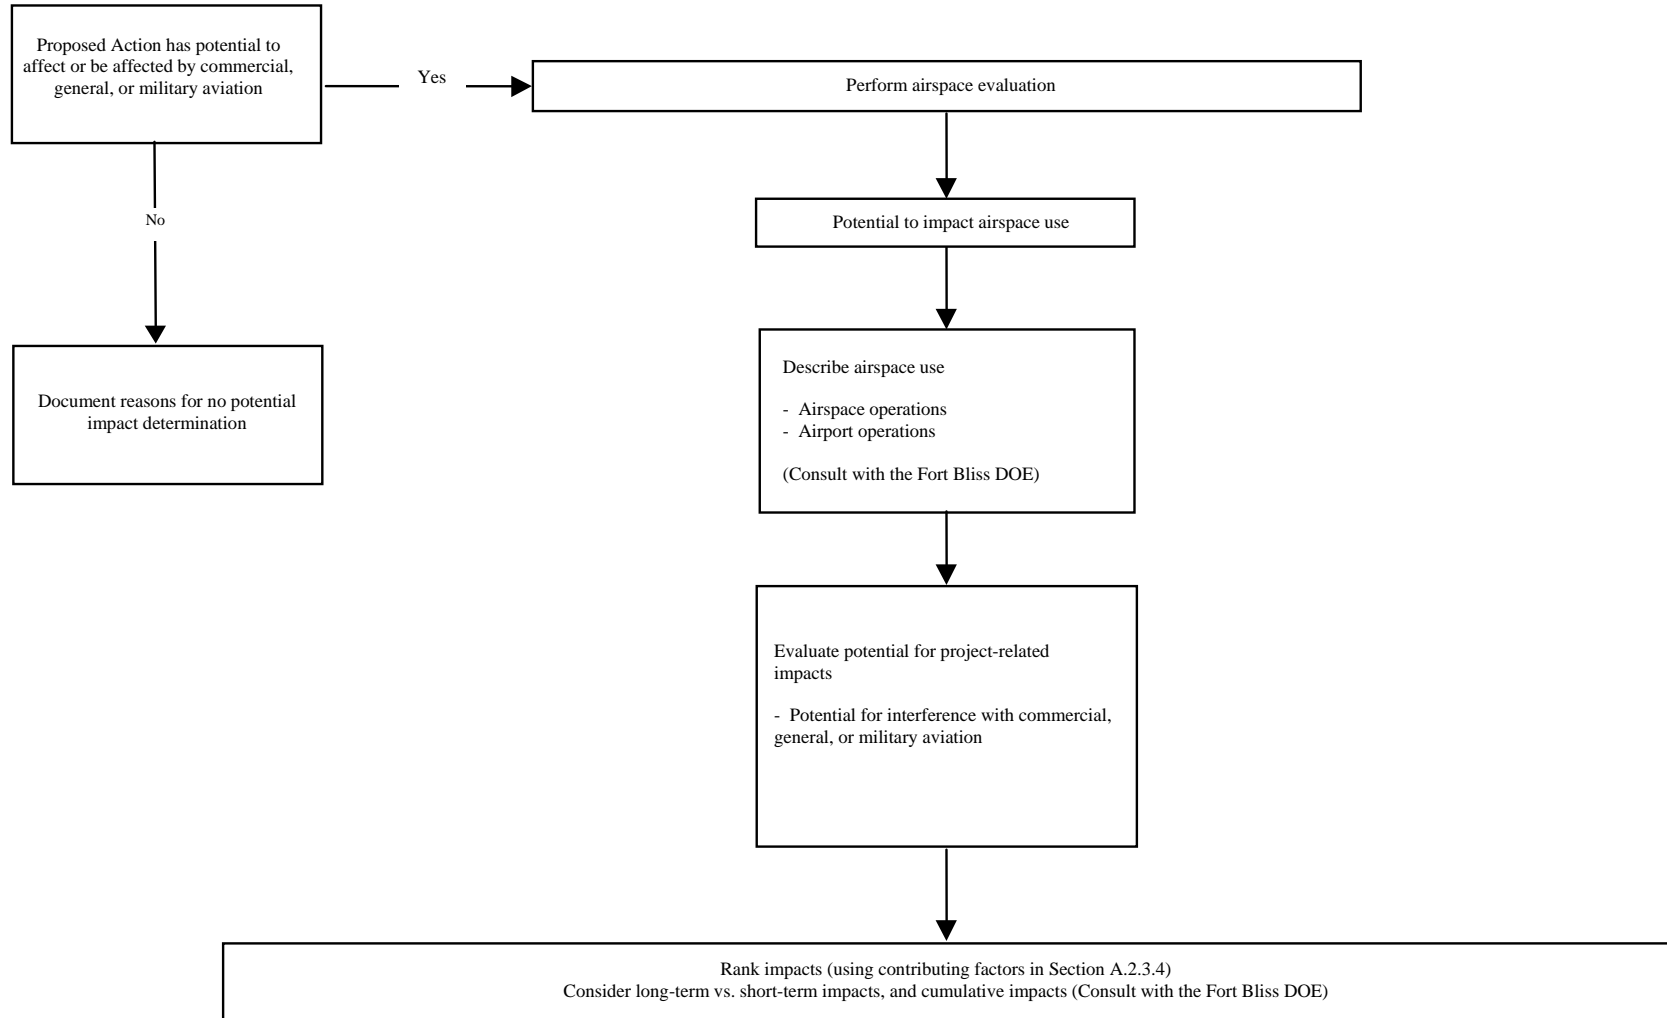 Proposed Action has potential to
affect or be affected by commercial,
general, or military aviation
Yes
Perform airspace evaluation
No
Potential to impact airspace use
Document reasons for no potential
impact determination
Describe airspace use
- Airspace operations
- Airport operations
(Consult with the Fort Bliss DOE)
Evaluate potential for project-related
impacts
- Potential for interference with commercial,
general, or military aviation
Rank impacts (using contributing factors in Section A.2.3.4)
Consider long-term vs. short-term impacts, and cumulative impacts (Consult with the Fort Bliss DOE)